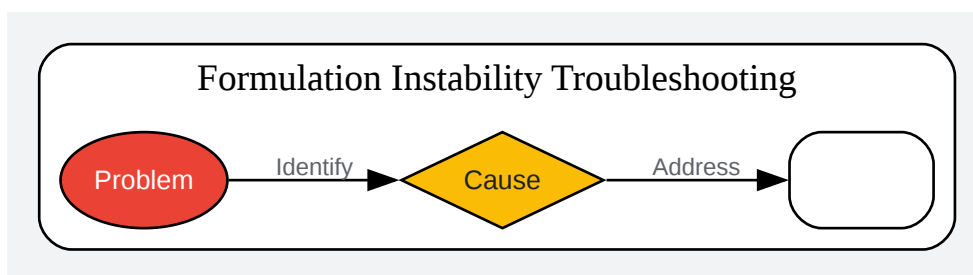 Formulation Instability Troubleshooting
Problem
Identify
Cause
Address